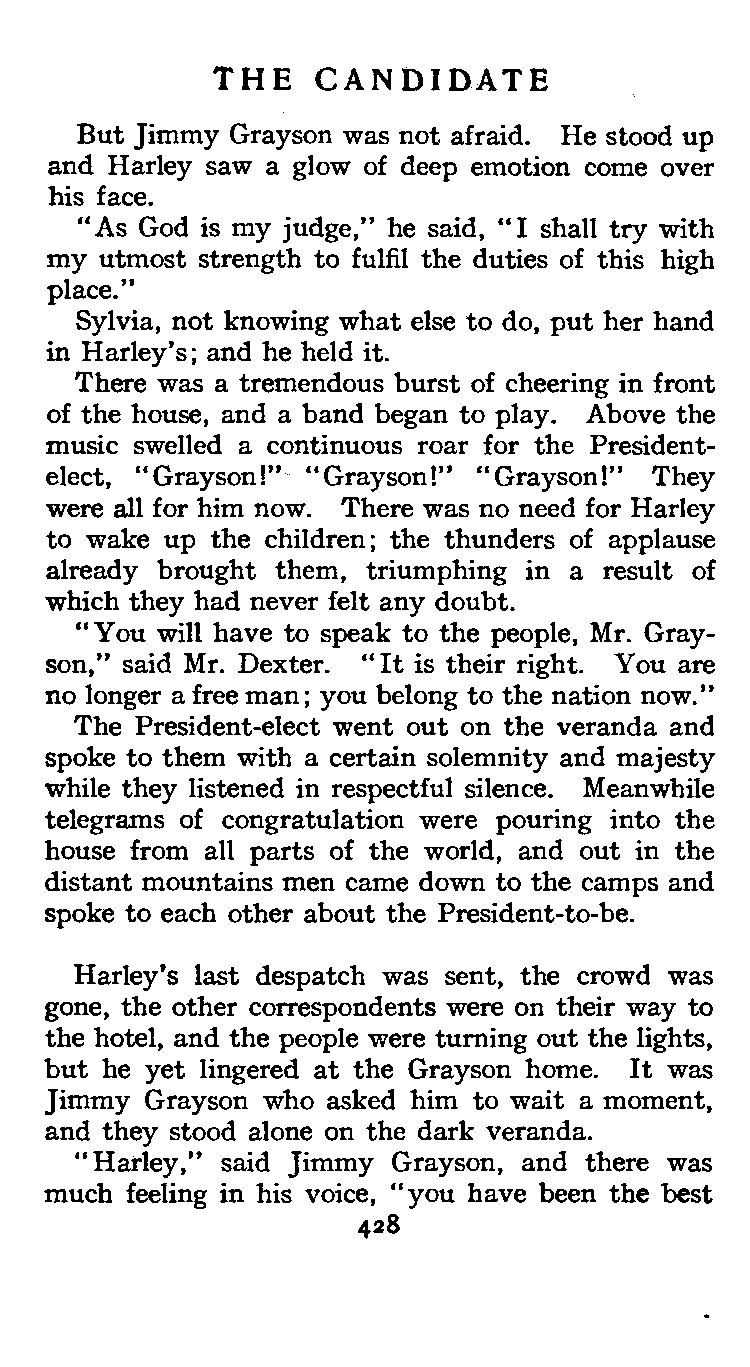 THE CANDIDATE
But Jimmy Grayson was not afraid. He stood up
and Harley saw a glow of deep emotion come over
his face.
"As God is my judge," he said, "I shall try with
my utmost strength to fulfil the duties of this high
place."
Sylvia, not knowing what else to do, put her hand
in Harley's; and he held it.
There was a tremendous burst of cheering in front
of the house, and a band began to play. Above the
music swelled a continuous roar for the President-
elect, "Grayson!" "Grayson!" "Grayson!" They
were all for him now. There was no need for Harley
to wake up the children; the thunders of applause
already brought them, triumphing in a result of
which they had never felt any doubt.
"You will have to speak to the people, Mr. Gray-
son," said Mr. Dexter. "It is their right. You are
no longer a free man; you belong to the nation now."
The President-elect went out on the veranda and
spoke to them with a certain solemnity and majesty
while they listened in respectful silence. Meanwhile
telegrams of congratulation were pouring into the
house from all parts of the world, and out in the
distant mountains men came down to the camps and
spoke to each other about the President-to-be.
Harley's last despatch was sent, the crowd was
gone, the other correspondents were on their way to
the hotel, and the people were turning out the lights,
but he yet lingered at the Grayson home. It was
Jimmy Grayson who asked him to wait a moment,
and they stood alone on the dark veranda.
"Harley," said Jimmy Grayson, and there was
much feeling in his voice, "you have been the best
428